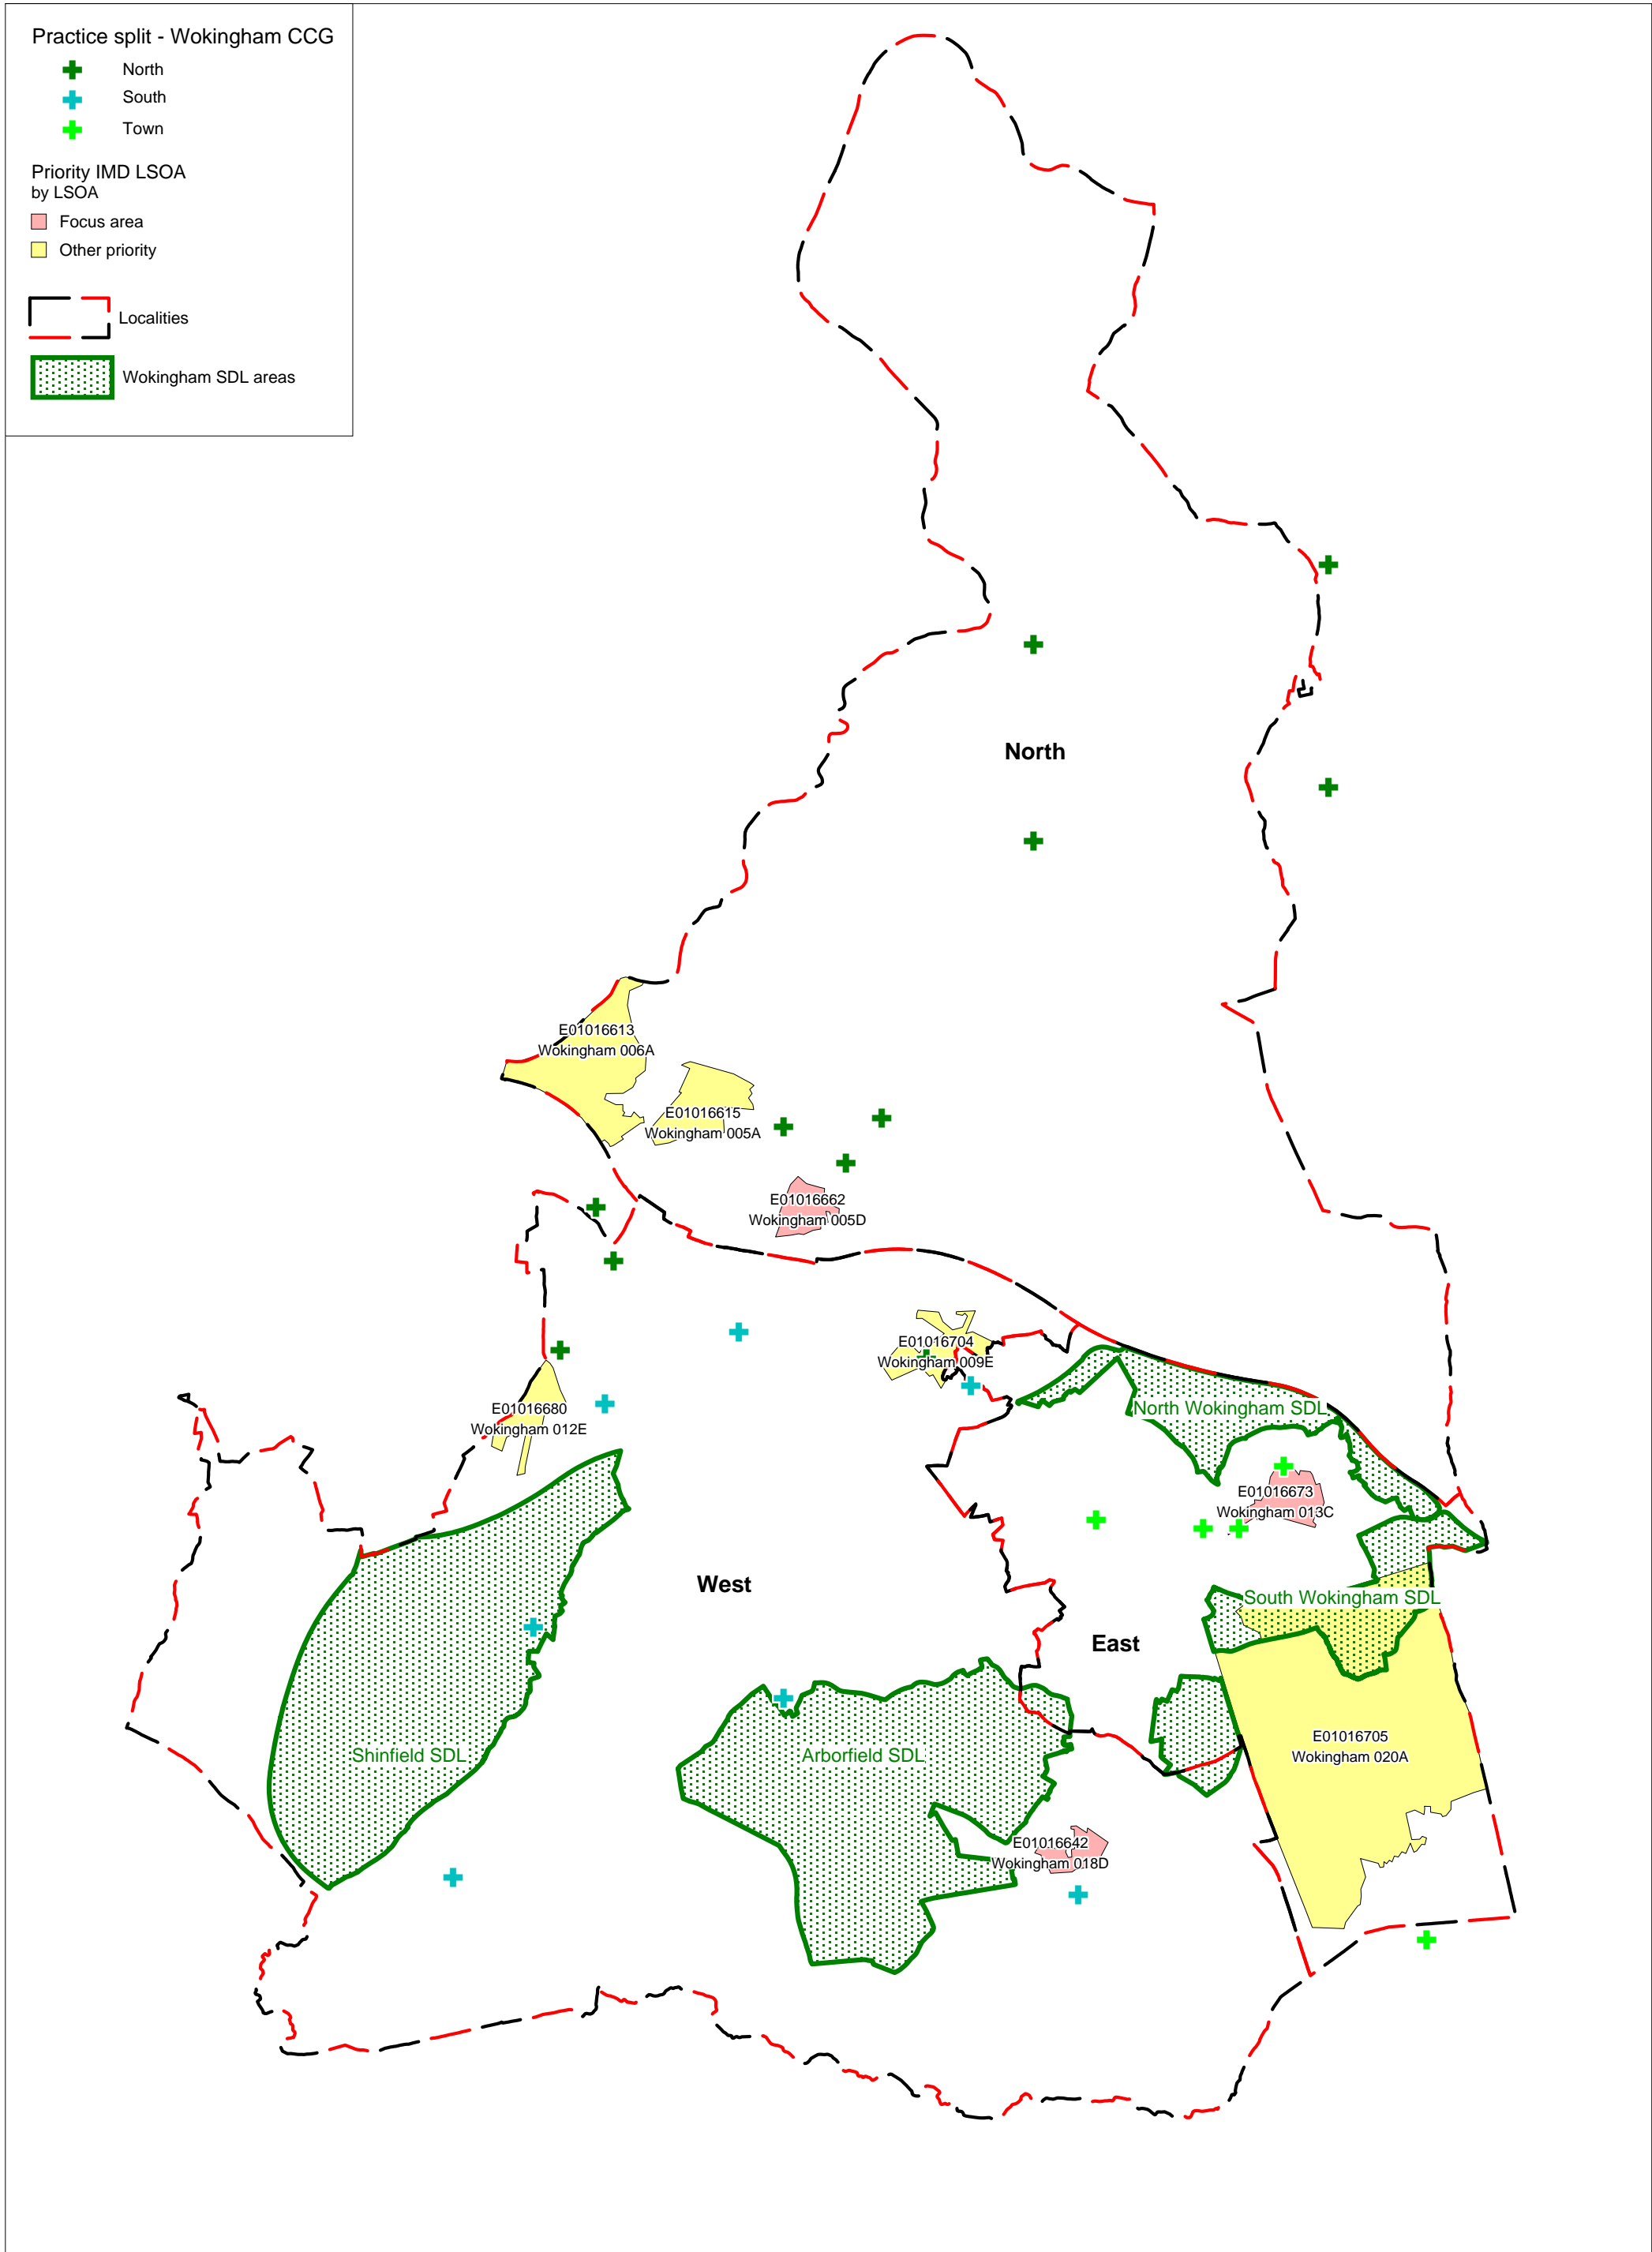 Practice split - Wokingham CCG
North
South
Town
Priority IMD LSOA
by LSOA
Focus area
Other priority
Localities
Wokingham SDL areas
North
E01016613
Wokingham 006A
E01016615
Wokingham 005A
E01016662
Wokingham 005D
E01016704
Wokingham 009E
E01016680
Wokingham 012E
North Wokingham SDL
E01016673
Wokingham 013C
West
South Wokingham SDL
East
E01016705
Wokingham 020A
Shinfield SDL
Arborfield SDL
E01016642
Wokingham 018D